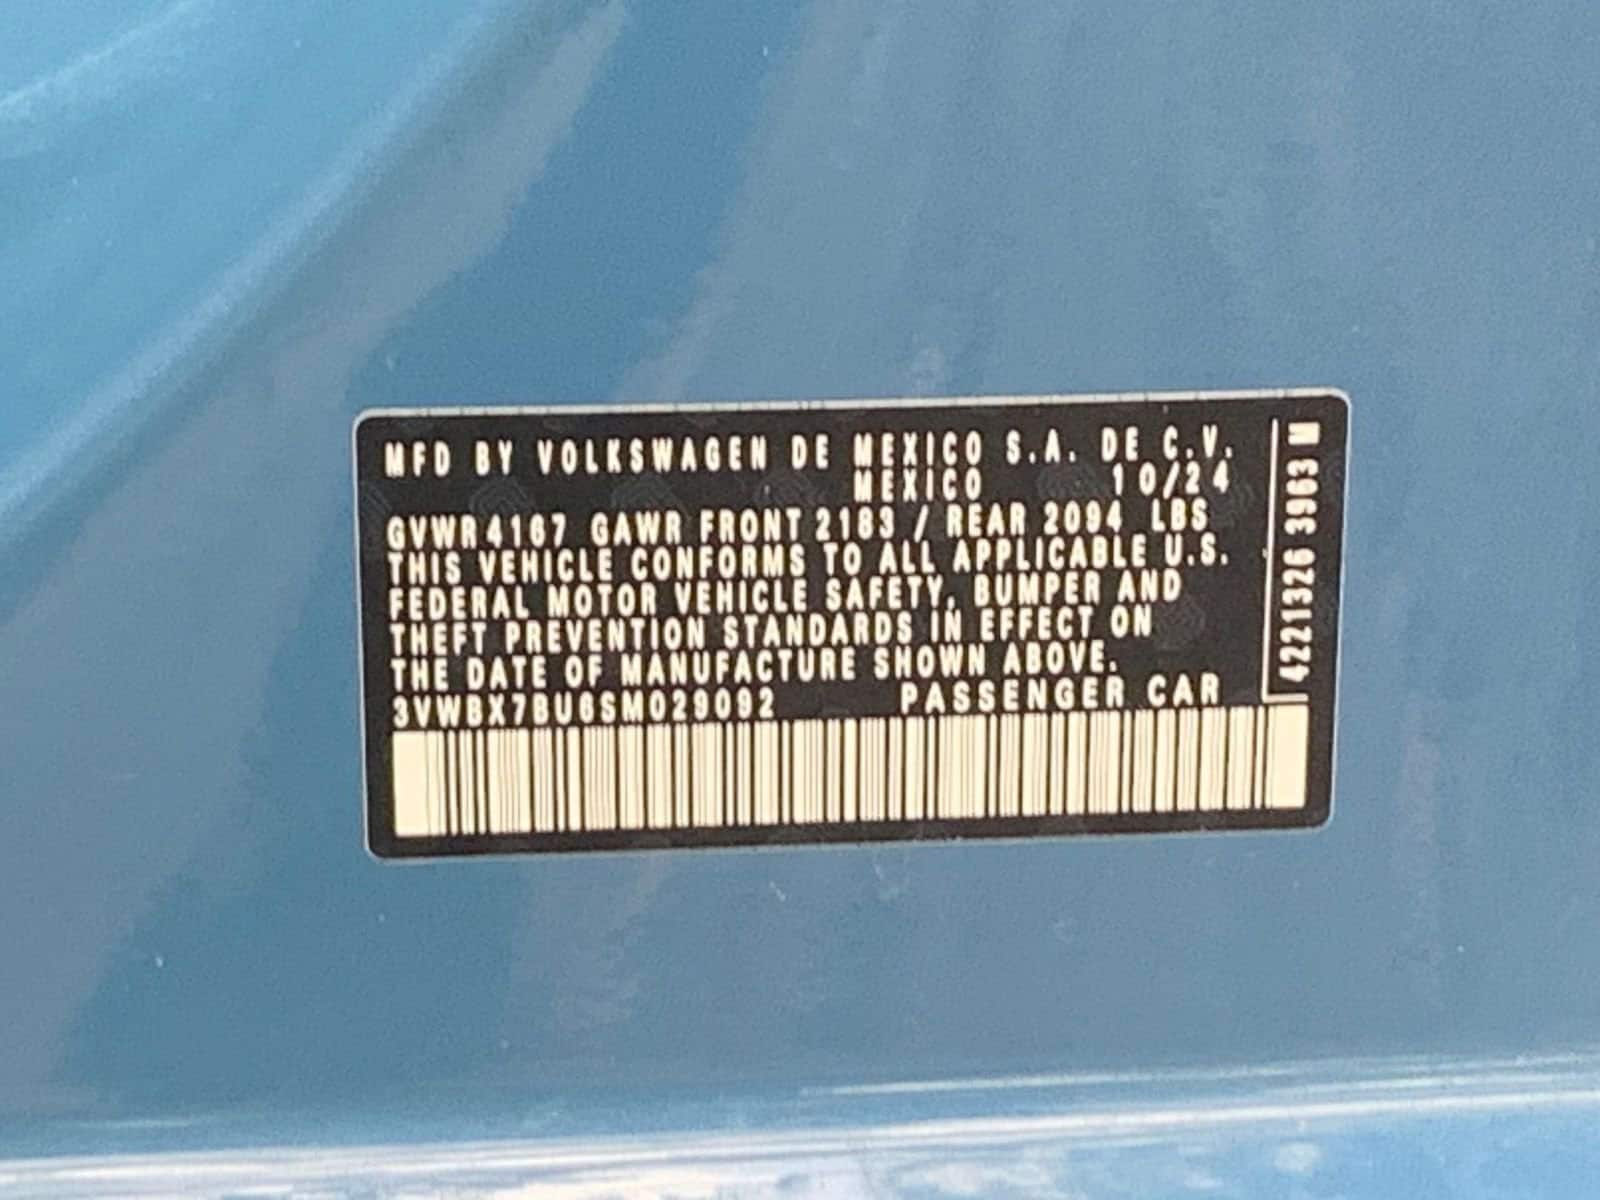 MFD BY VOLKSWAGEN DE MEXICO S.A. DE C.V.
MEXICO 10/24
GVWR 4167 GAWR FRONT 2183 / REAR 2094 LBS
THIS VEHICLE CONFORMS TO ALL APPLICABLE U.S.
FEDERAL MOTOR VEHICLE SAFETY, BUMPER AND
THEFT PREVENTION STANDARDS IN EFFECT ON
THE DATE OF MANUFACTURE SHOWN ABOVE.
3VWBX7BU6SM029092 PASSENGER CAR
4221326 3963 M